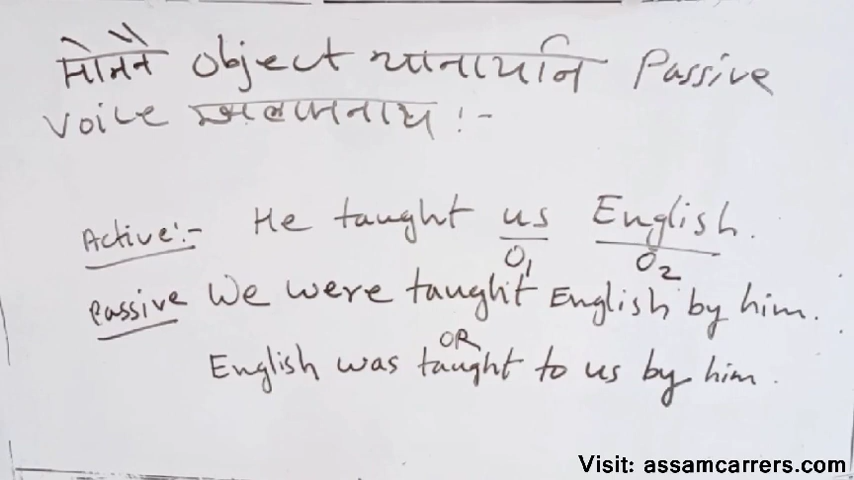 मोननै Object थानायनि Passive
voice सोलायनाय :-
Active:- He taught us English.
O1 O2
Passive We were taught English by him.
OR
English was taught to us by him.
Visit: assamcarrers.com